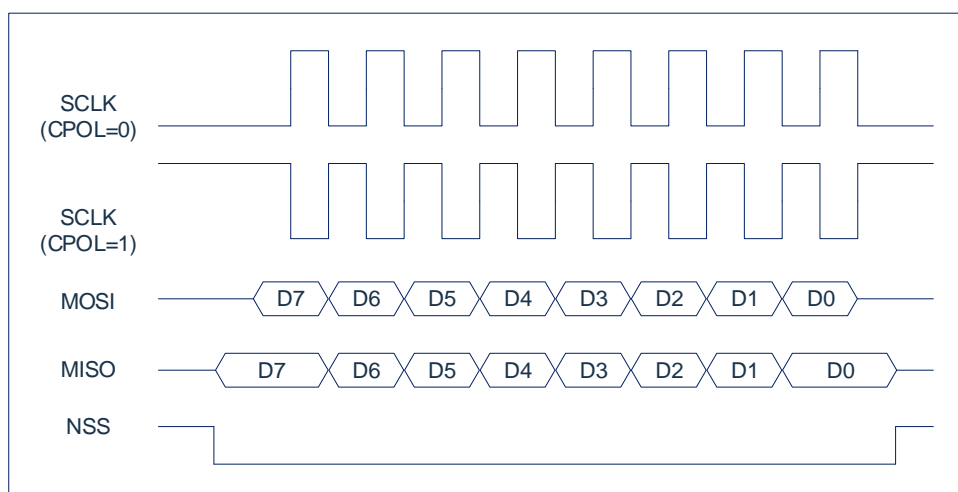 SCLK
(CPOL=0)
SCLK
(CPOL=1)
MOSI D7 D6 D5 D4 D3 D2 D1 D0
MISO D7 D6 D5 D4 D3 D2 D1 D0
NSS